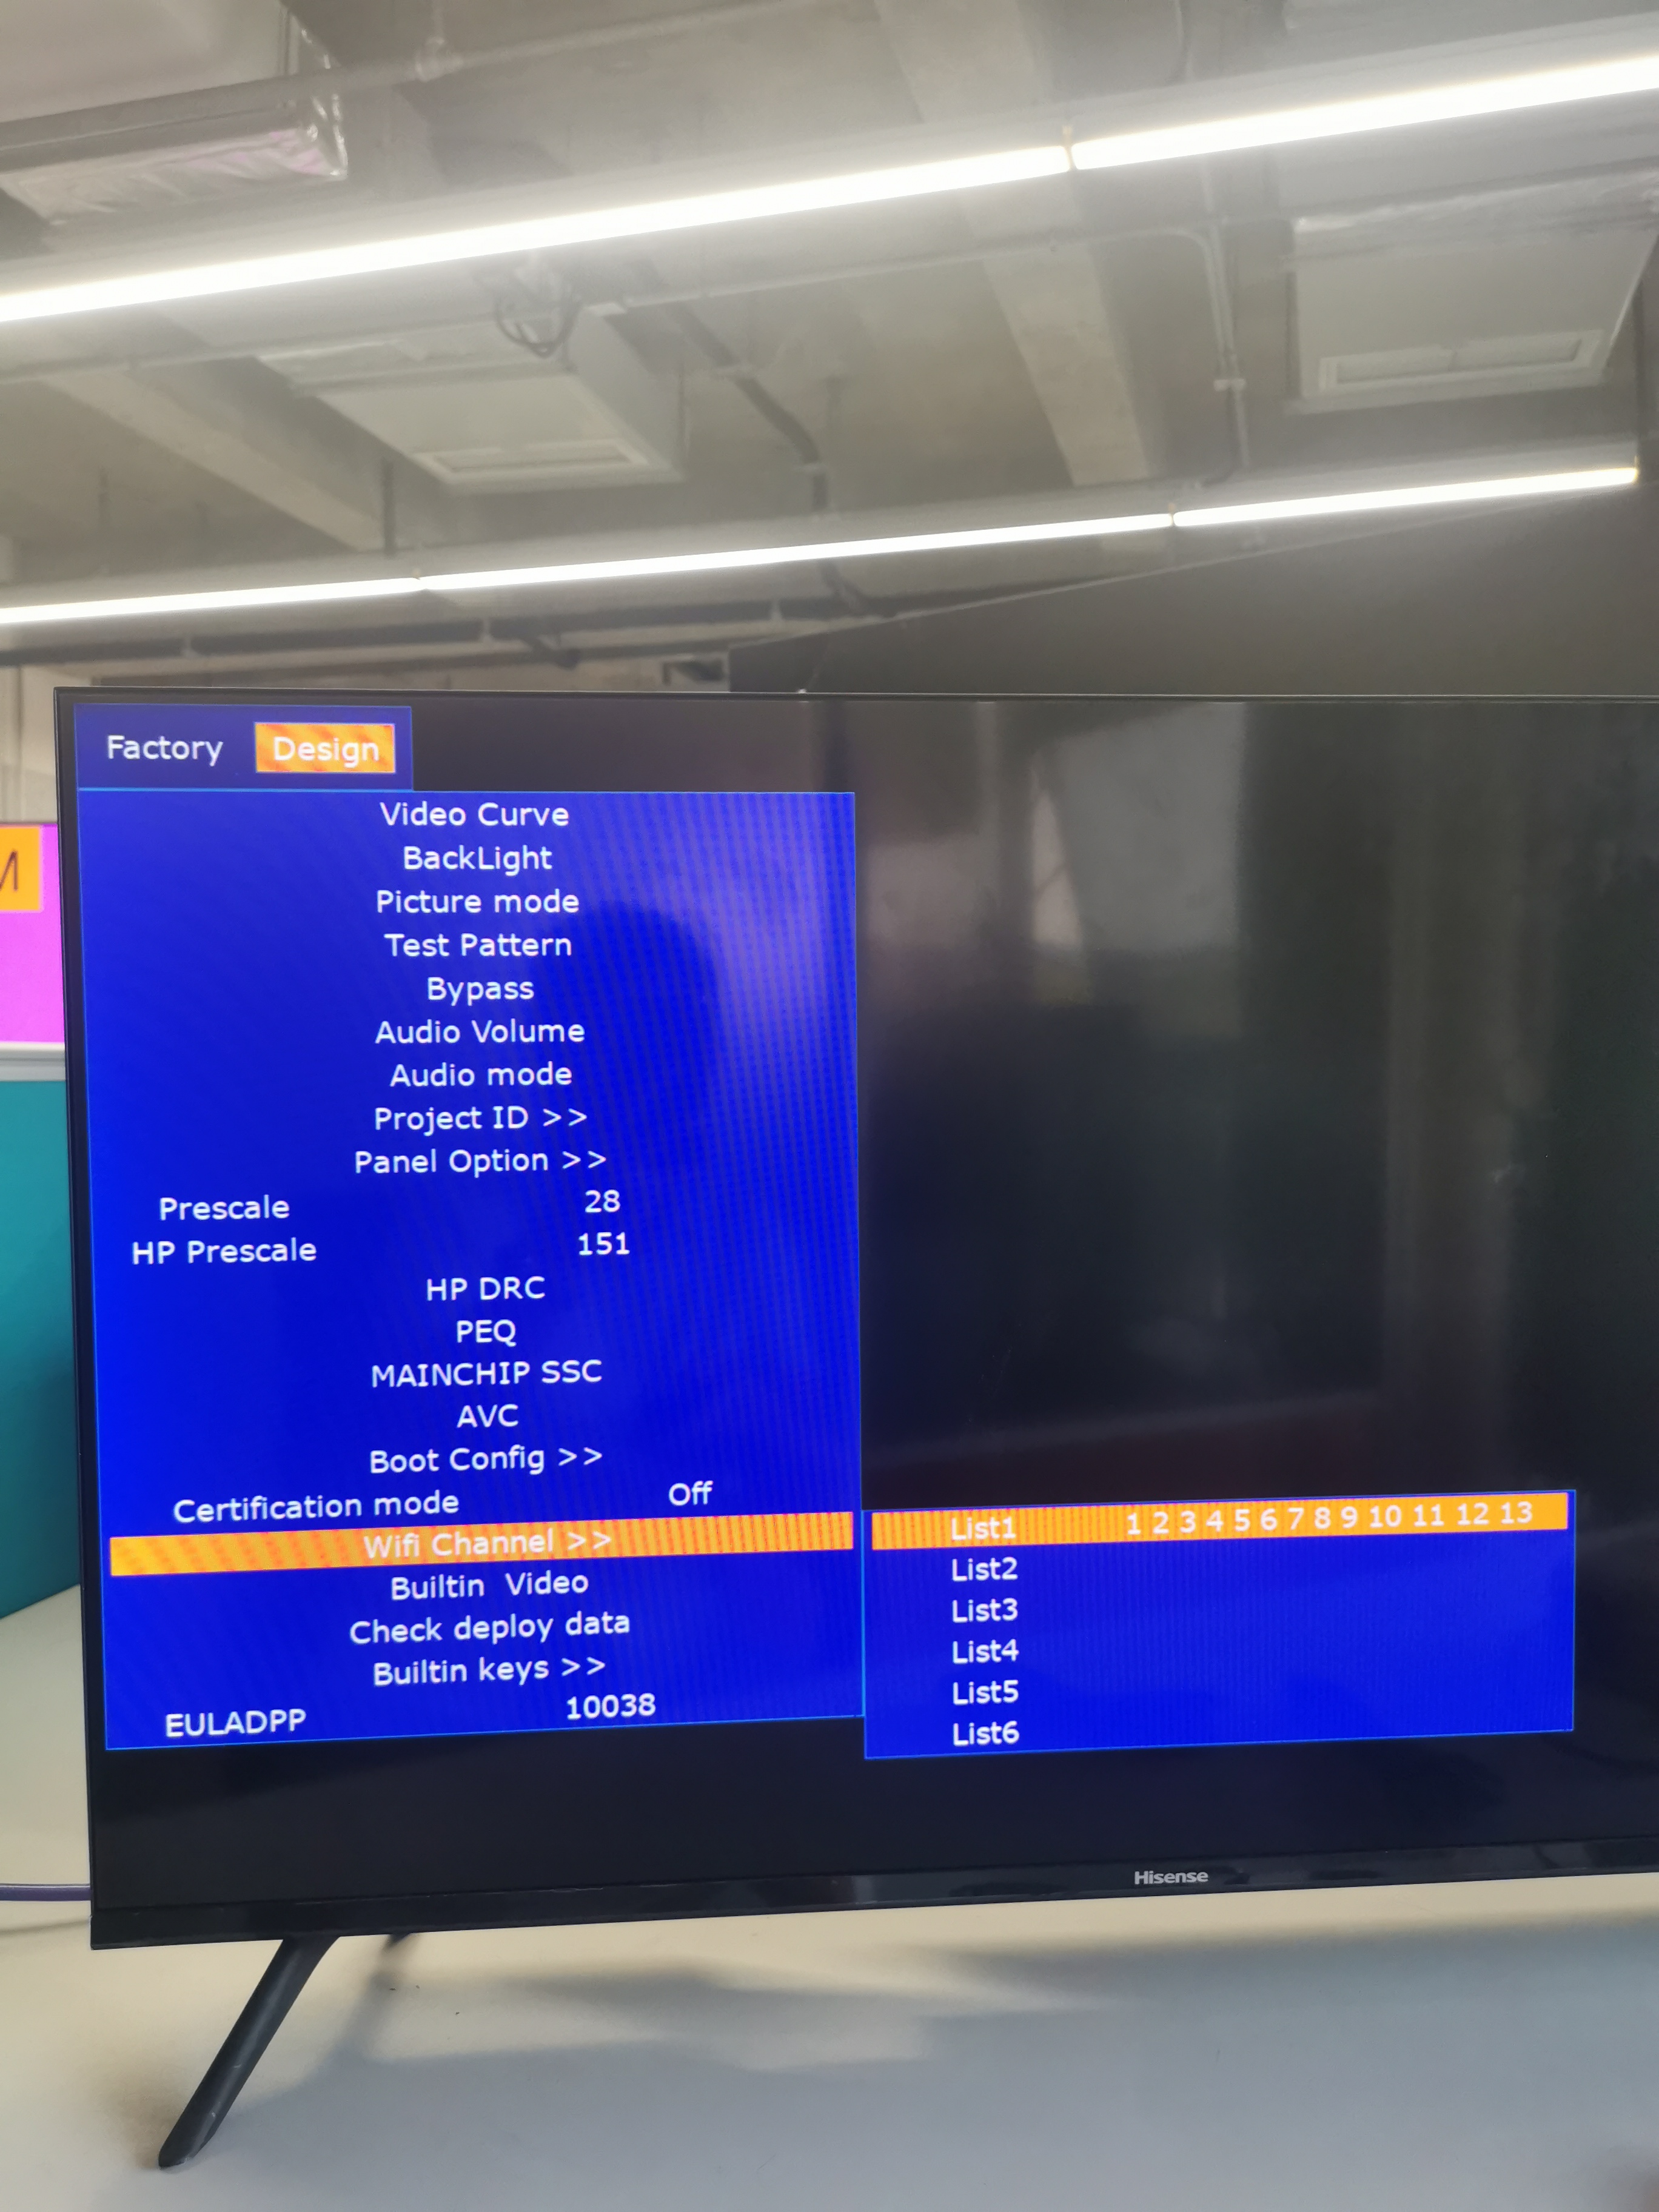 M
Factory Design
Video Curve
BackLight
Picture mode
Test Pattern
Bypass
Audio Volume
Audio mode
Project ID >>
Panel Option >>
Prescale 28
HP Prescale 151
HP DRC
PEQ
MAINCHIP SSC
AVC
Boot Config >>
Certification mode Off
Wifi Channel >>
Builtin  Video
Check deploy data
Builtin keys >>
EULADPP 10038
List1 1 2 3 4 5 6 7 8 9 10 11 12 13
List2
List3
List4
List5
List6
Hisense